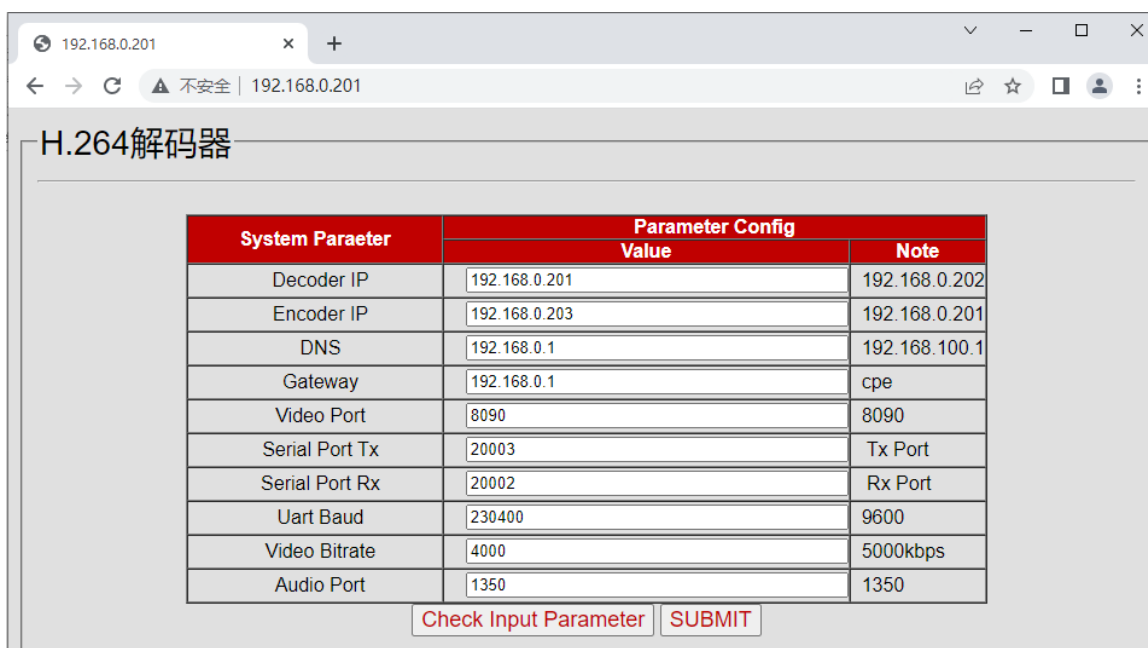 192.168.0.201
不安全 192.168.0.201
H.264解码器
System Paraeter Parameter Config
Value Note
Decoder IP 192.168.0.201 192.168.0.202
Encoder IP 192.168.0.203 192.168.0.201
DNS 192.168.0.1 192.168.100.1
Gateway 192.168.0.1 cpe
Video Port 8090 8090
Serial Port Tx 20003 Tx Port
Serial Port Rx 20002 Rx Port
Uart Baud 230400 9600
Video Bitrate 4000 5000kbps
Audio Port 1350 1350
Check Input Parameter SUBMIT